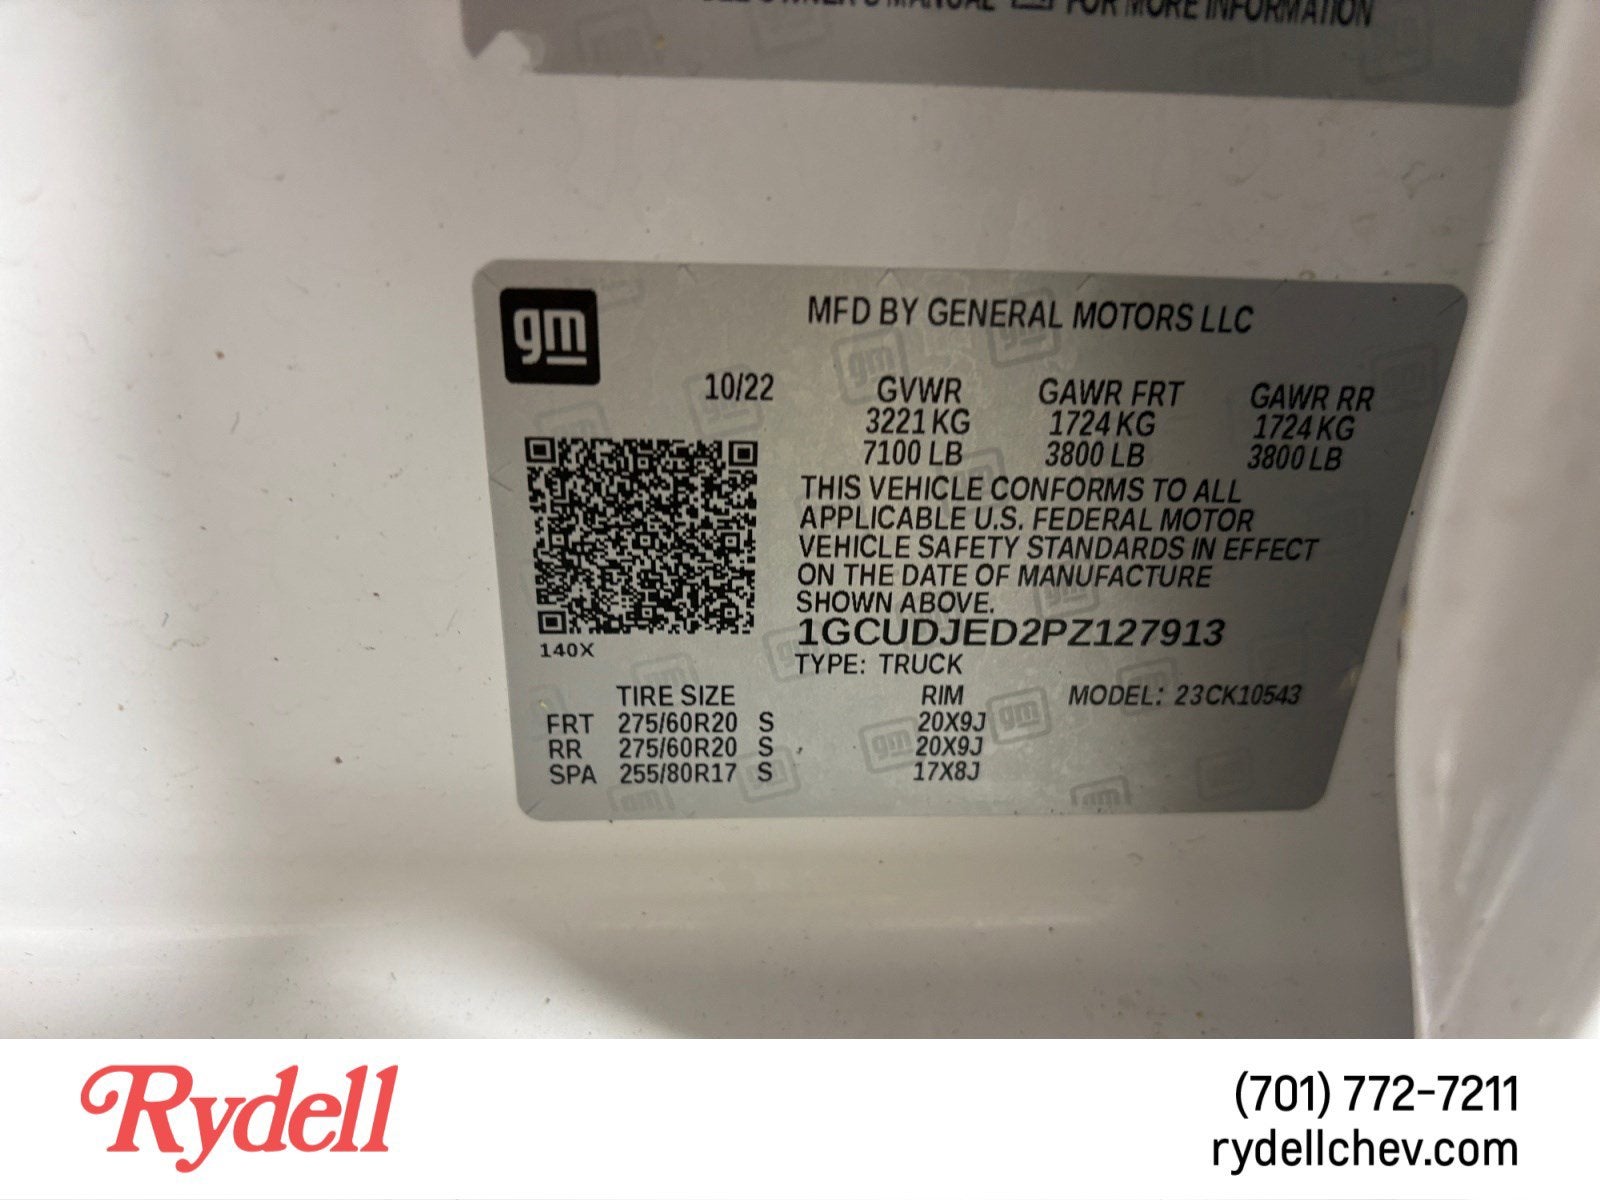 OWNER'S MANUAL FOR MORE INFORMATION
gm
MFD BY GENERAL MOTORS LLC
10/22 GVWR GAWR FRT GAWR RR
3221 KG 1724 KG 1724 KG
7100 LB 3800 LB 3800 LB
THIS VEHICLE CONFORMS TO ALL
APPLICABLE U.S. FEDERAL MOTOR
VEHICLE SAFETY STANDARDS IN EFFECT
ON THE DATE OF MANUFACTURE
SHOWN ABOVE.
1GCUDJED2PZ127913
140X
TYPE: TRUCK
TIRE SIZE RIM MODEL: 23CK10543
FRT 275/60R20 S 20X9J
RR 275/60R20 S 20X9J
SPA 255/80R17 S 17X8J
Rydell
(701) 772-7211
rydellchev.com